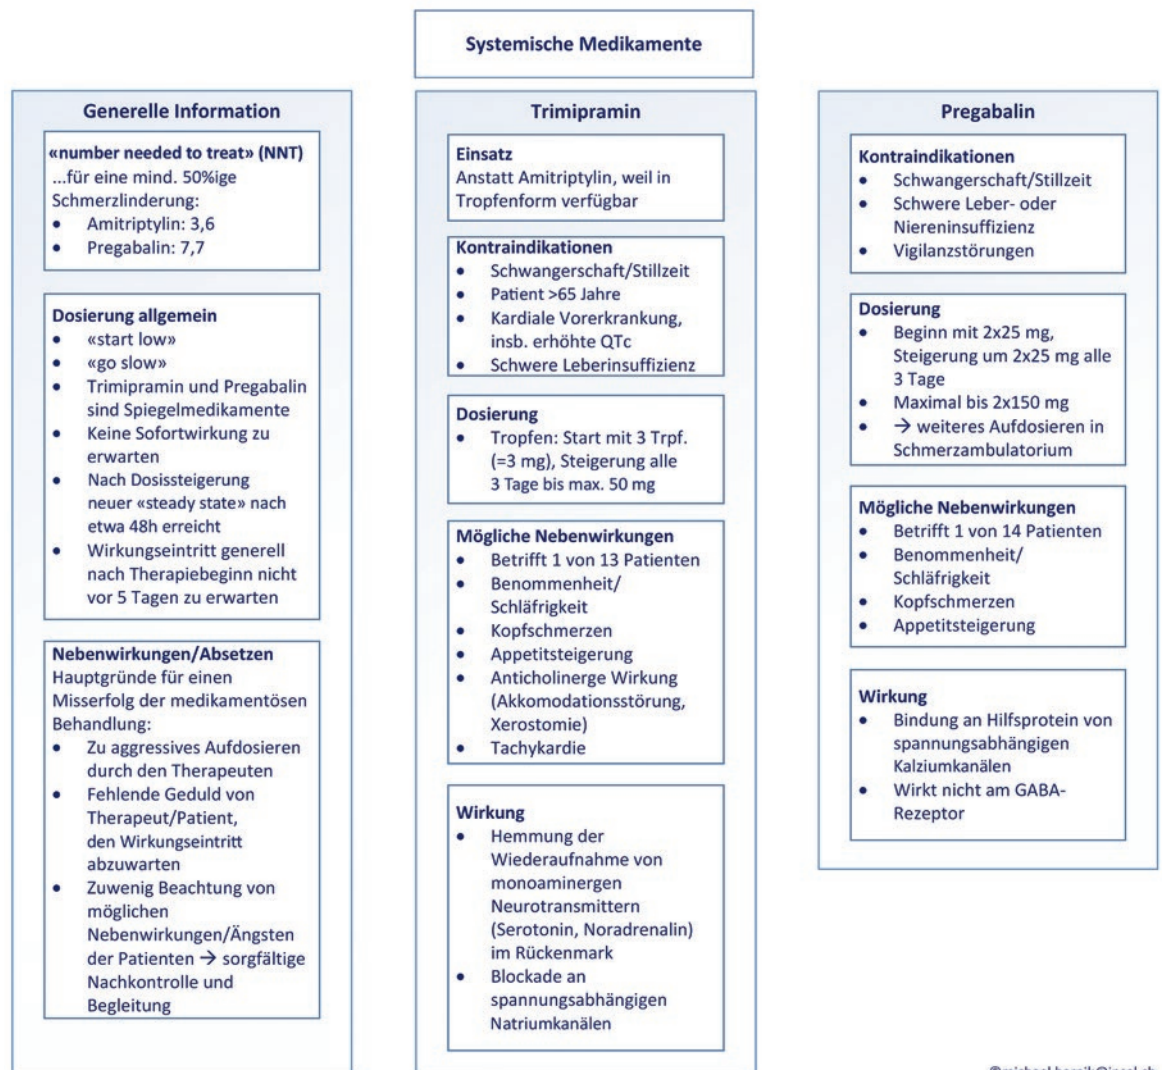 Systemische Medikamente
Generelle Information
«number needed to treat» (NNT)
...für eine mind. 50%ige
Schmerzlinderung:
• Amitriptylin: 3,6
• Pregabalin: 7,7
Dosierung allgemein
• «start low»
• «go slow»
• Trimipramin und Pregabalin
sind Spiegelmedikamente
• Keine Sofortwirkung zu
erwarten
• Nach Dosissteigerung
neuer «steady state» nach
etwa 48h erreicht
• Wirkungseintritt generell
nach Therapiebeginn nicht
vor 5 Tagen zu erwarten
Nebenwirkungen/Absetzen
Hauptgründe für einen
Misserfolg der medikamentösen
Behandlung:
• Zu aggressives Aufdosieren
durch den Therapeuten
• Fehlende Geduld von
Therapeut/Patient,
den Wirkungseintritt
abzuwarten
• Zuwenig Beachtung von
möglichen
Nebenwirkungen/Ängsten
der Patienten → sorgfältige
Nachkontrolle und
Begleitung
Trimipramin
Einsatz
Anstatt Amitriptylin, weil in
Tropfenform verfügbar
Kontraindikationen
• Schwangerschaft/Stillzeit
• Patient >65 Jahre
• Kardiale Vorerkrankung,
insb. erhöhte QTc
• Schwere Leberinsuffizienz
Dosierung
• Tropfen: Start mit 3 Trpf.
(=3 mg), Steigerung alle
3 Tage bis max. 50 mg
Mögliche Nebenwirkungen
• Betrifft 1 von 13 Patienten
• Benommenheit/
Schläfrigkeit
• Kopfschmerzen
• Appetitsteigerung
• Anticholinerge Wirkung
(Akkomodationsstörung,
Xerostomie)
• Tachykardie
Wirkung
• Hemmung der
Wiederaufnahme von
monoaminergen
Neurotransmittern
(Serotonin, Noradrenalin)
im Rückenmark
• Blockade an
spannungsabhängigen
Natriumkanälen
Pregabalin
Kontraindikationen
• Schwangerschaft/Stillzeit
• Schwere Leber- oder
Niereninsuffizienz
• Vigilanzstörungen
Dosierung
• Beginn mit 2x25 mg,
Steigerung um 2x25 mg alle
3 Tage
• Maximal bis 2x150 mg
• → weiteres Aufdosieren in
Schmerzambulatorium
Mögliche Nebenwirkungen
• Betrifft 1 von 14 Patienten
• Benommenheit/
Schläfrigkeit
• Kopfschmerzen
• Appetitsteigerung
Wirkung
• Bindung an Hilfsprotein von
spannungsabhängigen
Kalziumkanälen
• Wirkt nicht am GABA-
Rezeptor